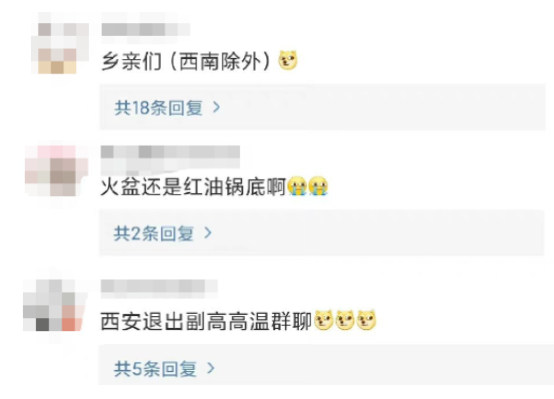 乡亲们（西南除外）
共18条回复 >
火盆还是红油锅底啊
共2条回复 >
西安退出副高高温群聊
共5条回复 >